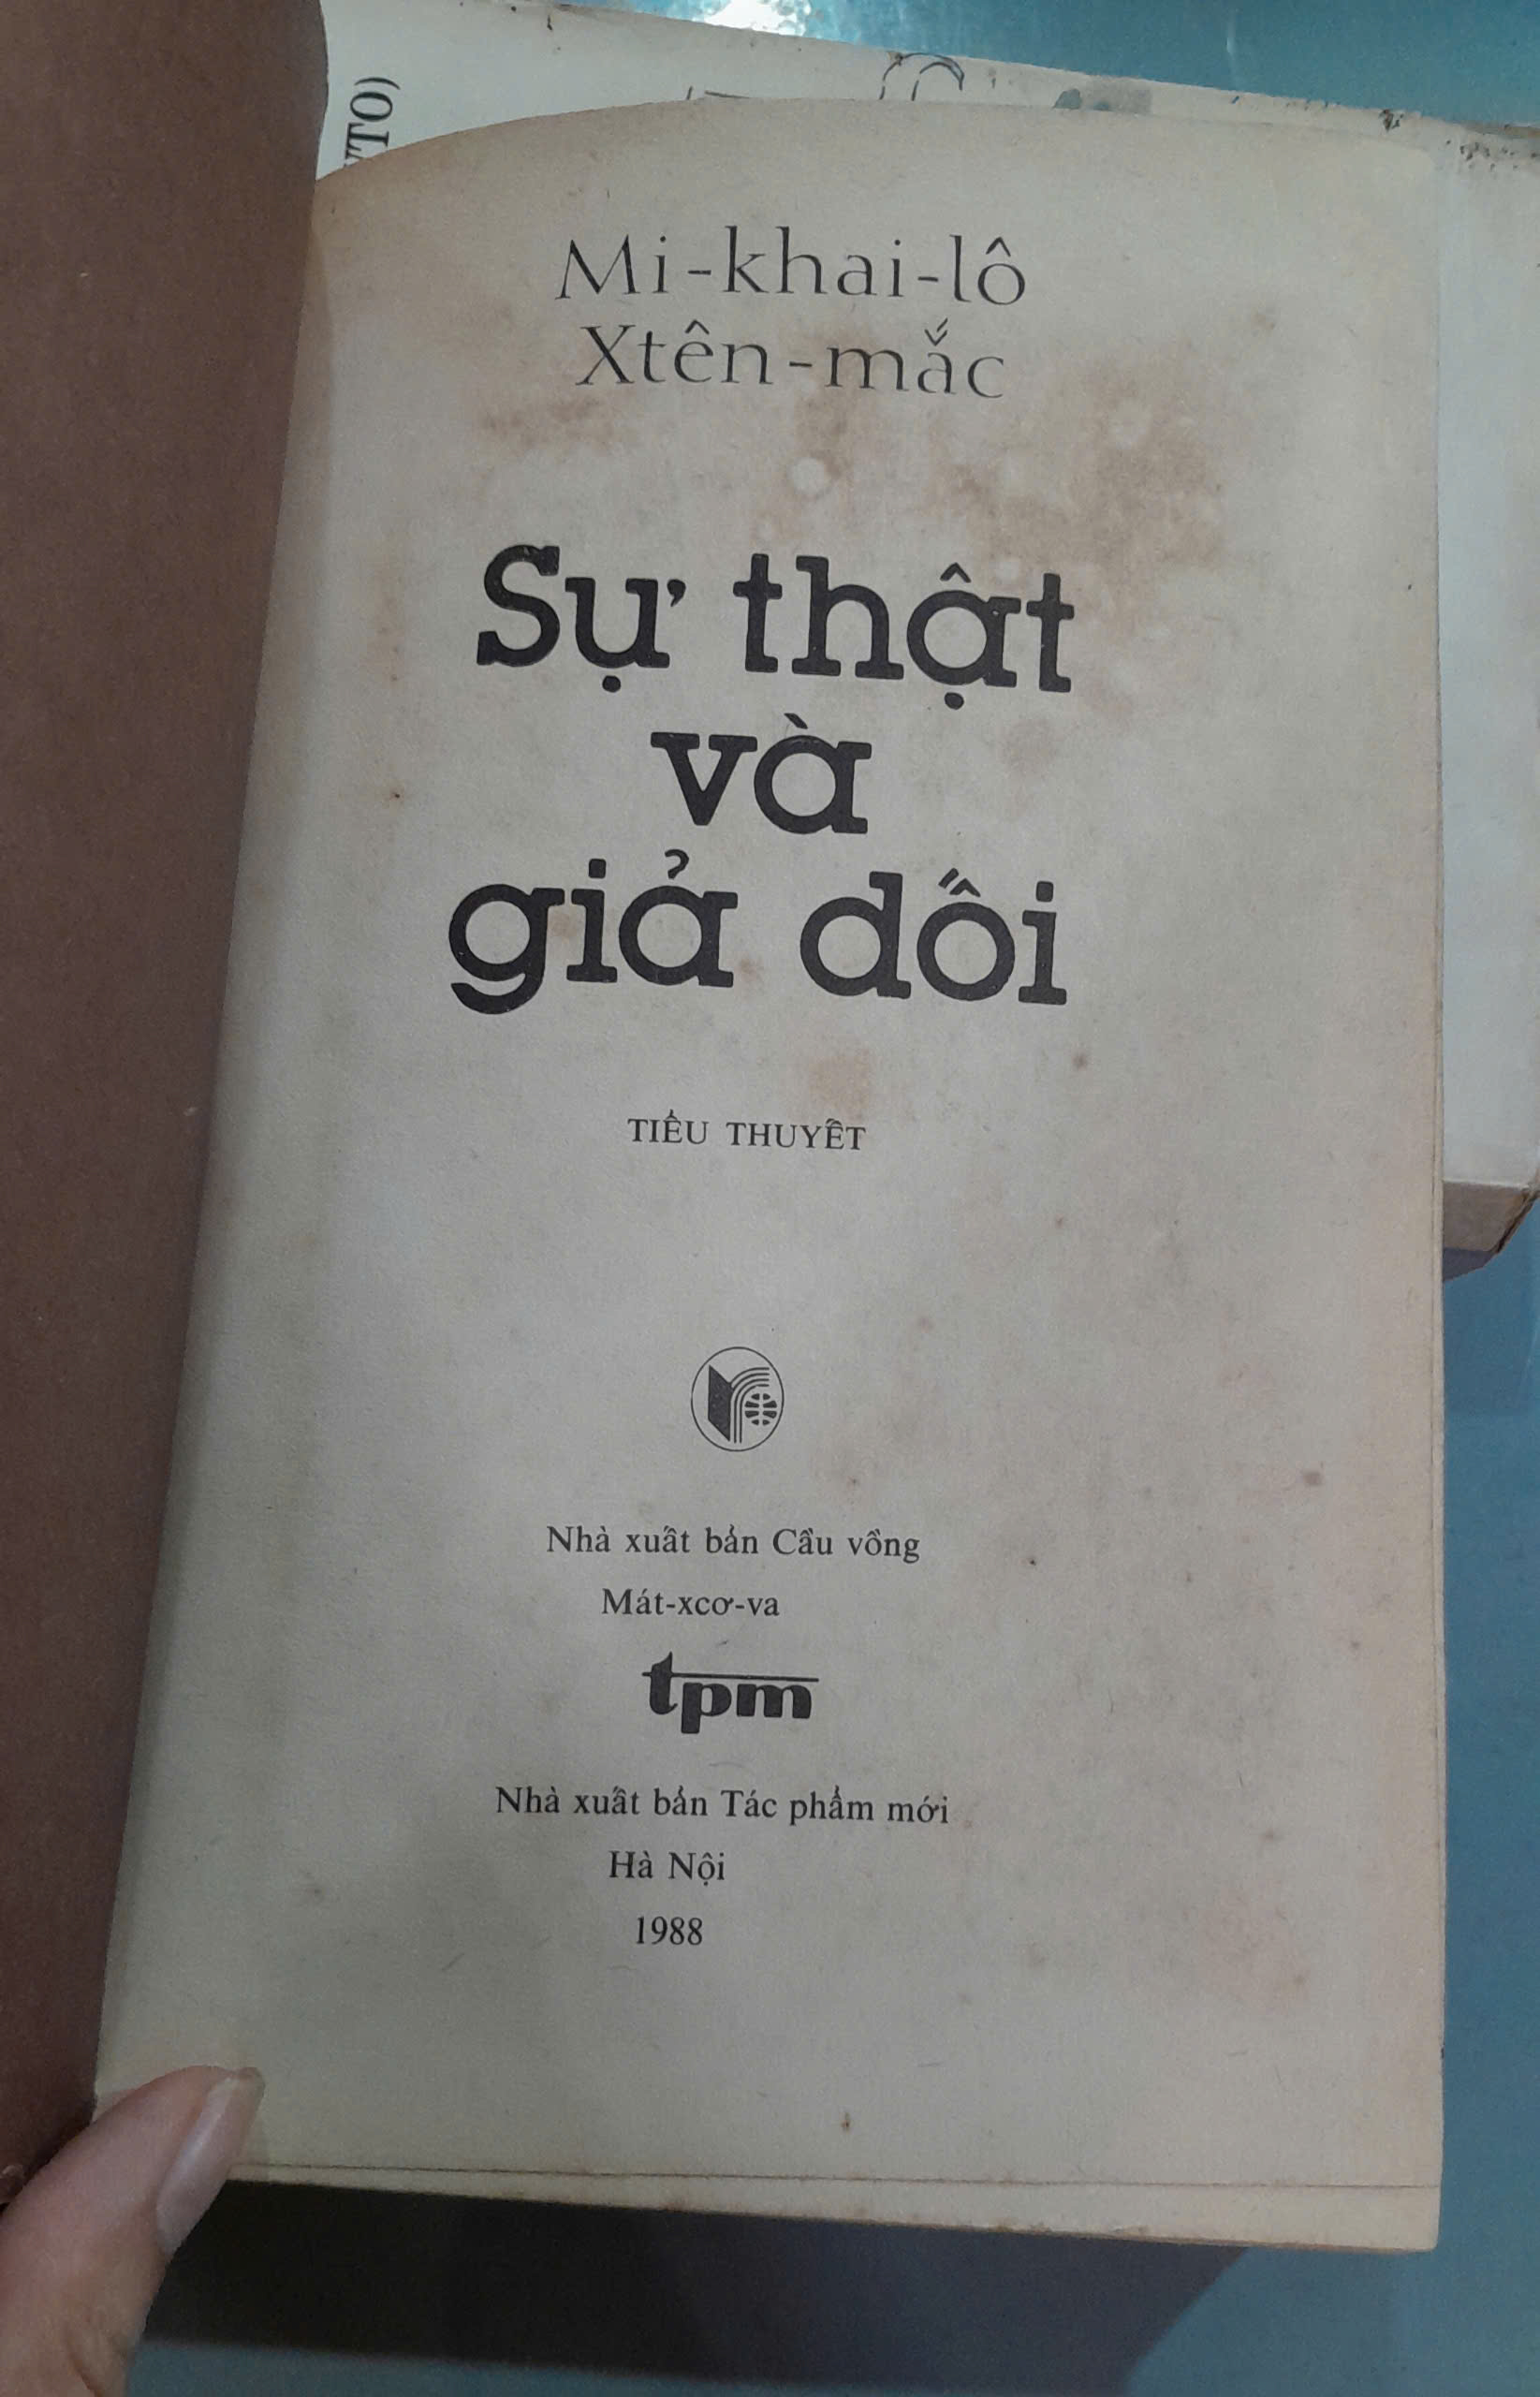 Mi-khai-lô
Xtên-mắc
Sự thật
và
giả dối
TIỂU THUYẾT
Nhà xuất bản Cầu vồng
Mát-xcơ-va
tpm
Nhà xuất bản Tác phẩm mới
Hà Nội
1988